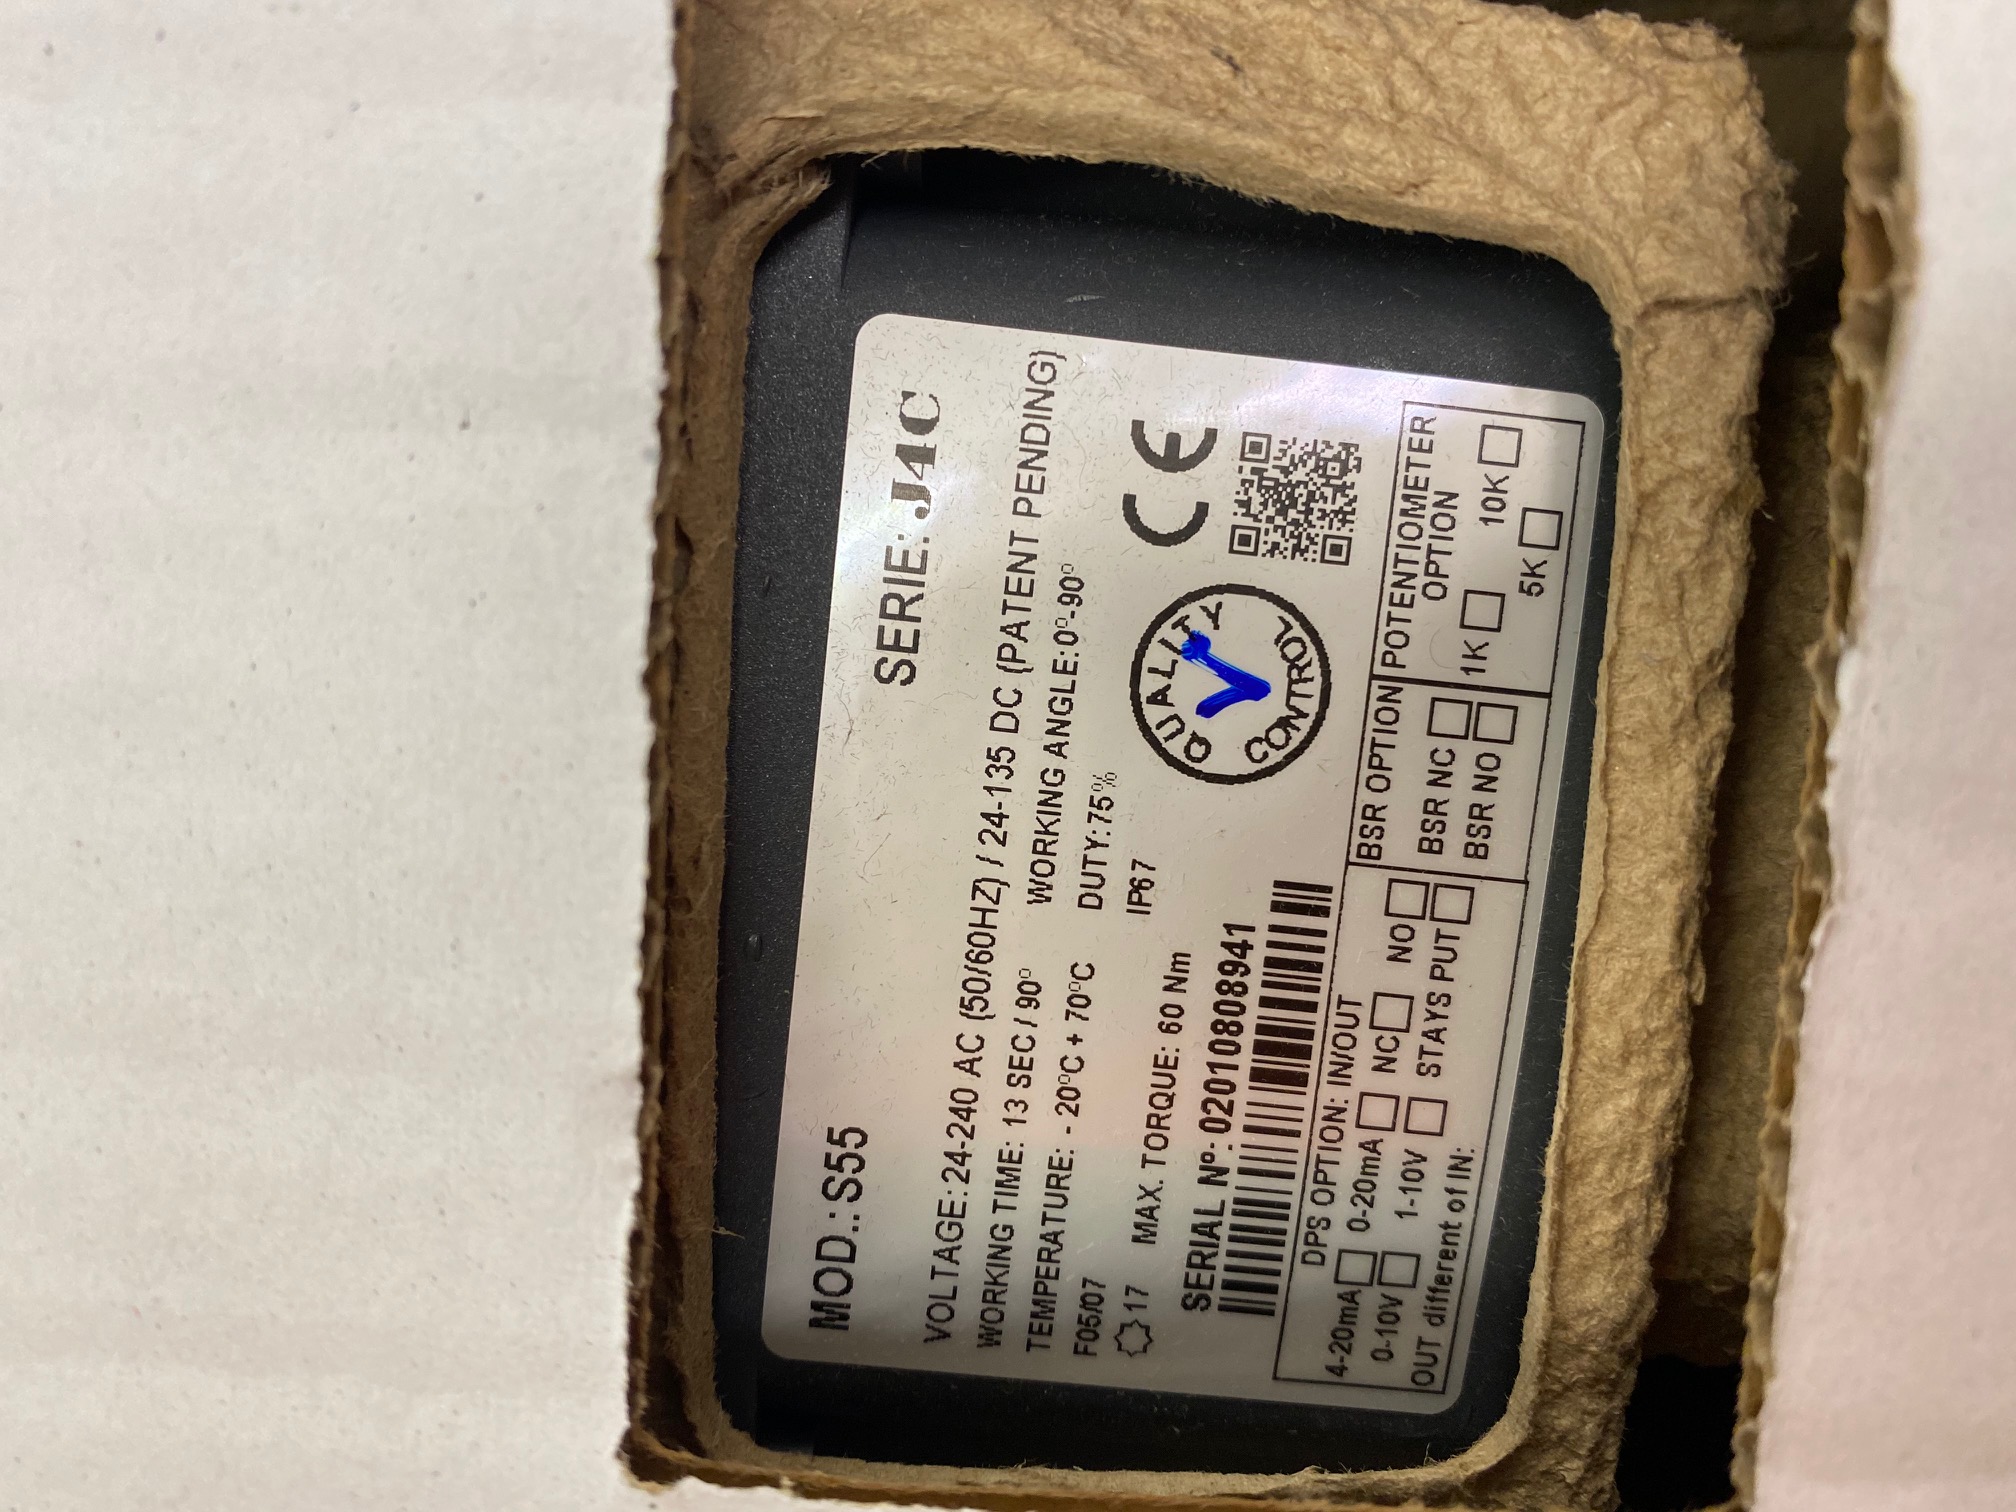 MOD.: S55
SERIE: J4C
VOLTAGE: 24-240 AC (50/60HZ) / 24-135 DC (PATENT PENDING)
WORKING TIME: 13 SEC / 90º
WORKING ANGLE: 0º-90º
TEMPERATURE: - 20ºC + 70ºC
DUTY: 75%
F05/07
IP67
17
MAX. TORQUE: 60 Nm
SERIAL Nº: 02010808941
QUALITY CONTROL
CE
DPS OPTION: IN/OUT
4-20mA 0-20mA NC NO
0-10V 1-10V STAYS PUT
OUT different of IN:
BSR OPTION
BSR NC
BSR NO
POTENTIOMETER
OPTION
1K 10K
5K